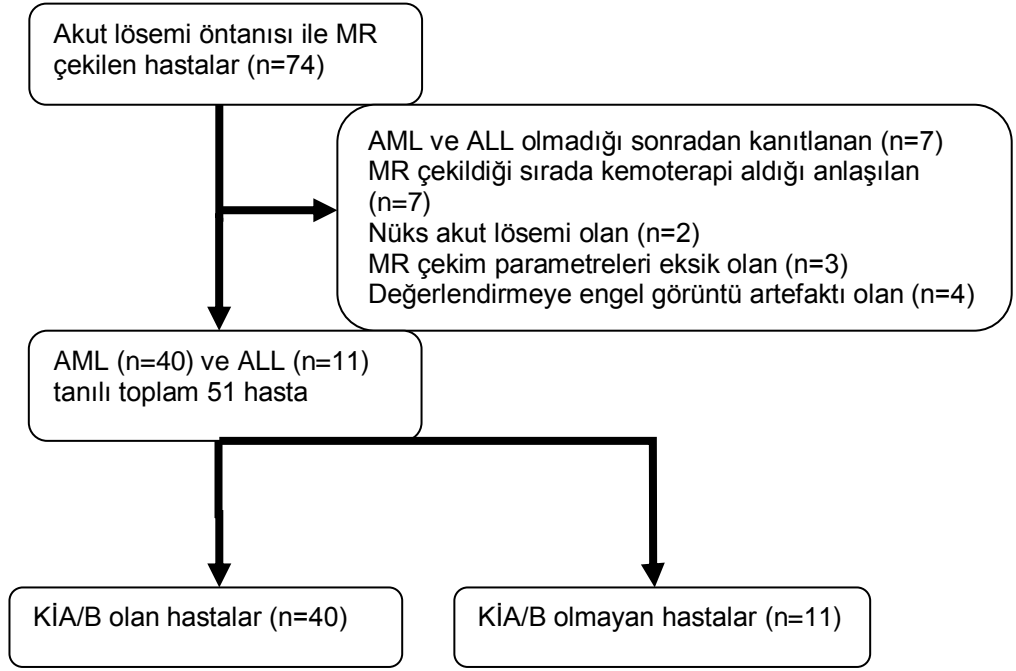 Akut lösemi öntanısı ile MR
çekilen hastalar (n=74)
AML ve ALL olmadığı sonradan kanıtlanan (n=7)
MR çekildiği sırada kemoterapi aldığı anlaşılan
(n=7)
Nüks akut lösemi olan (n=2)
MR çekim parametreleri eksik olan (n=3)
Değerlendirmeye engel görüntü artefaktı olan (n=4)
AML (n=40) ve ALL (n=11)
tanılı toplam 51 hasta
KİA/B olan hastalar (n=40)
KİA/B olmayan hastalar (n=11)